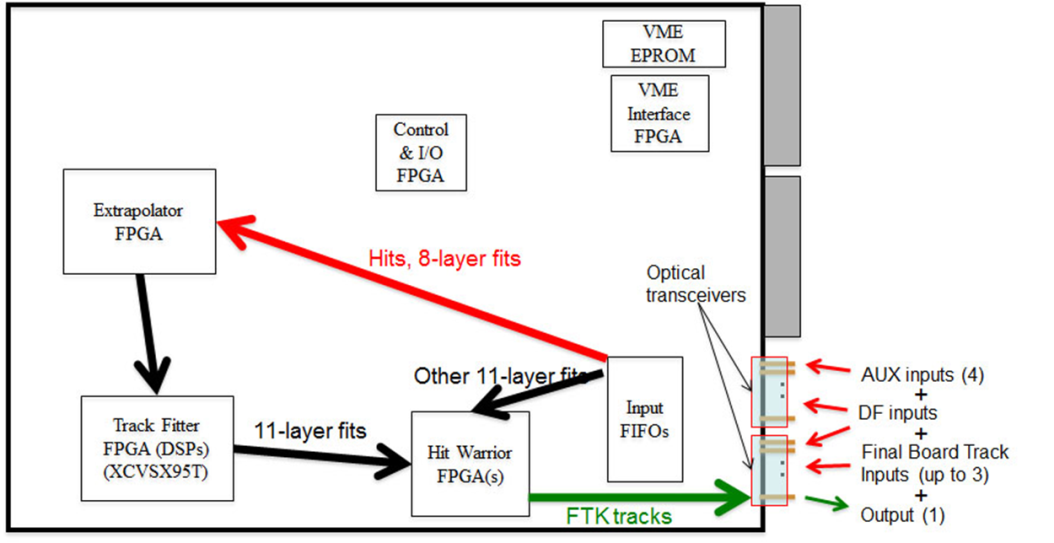 VME
EPROM
VME
Interface
FPGA
Control
& I/O
FPGA
Extrapolator
FPGA
Hits, 8-layer fits
Optical
transceivers
Other 11-layer fits
AUX inputs (4)
+
DF inputs
+
Final Board Track
Inputs (up to 3)
+
Output (1)
Input
FIFOs
Track Fitter
FPGA (DSPs)
(XCVSX95T)
11-layer fits
Hit Warrior
FPGA(s)
FTK tracks